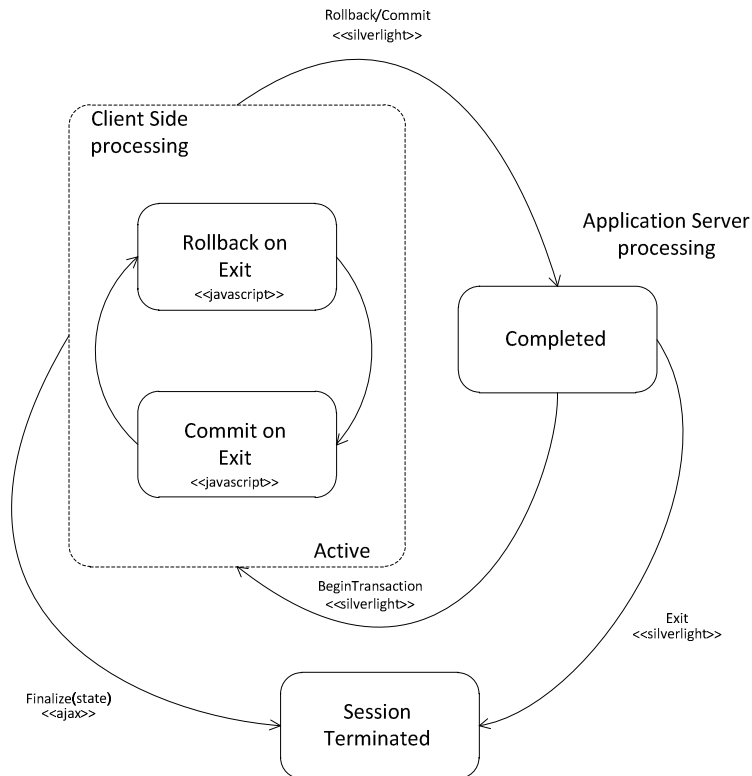 Rollback/Commit
<<silverlight>>
Client Side
processing
Rollback on
Exit
<<javascript>>
Application Server
processing
Completed
Commit on
Exit
<<javascript>>
Active
BeginTransaction
<<silverlight>>
Exit
<<silverlight>>
Finalize(state)
<<ajax>>
Session
Terminated